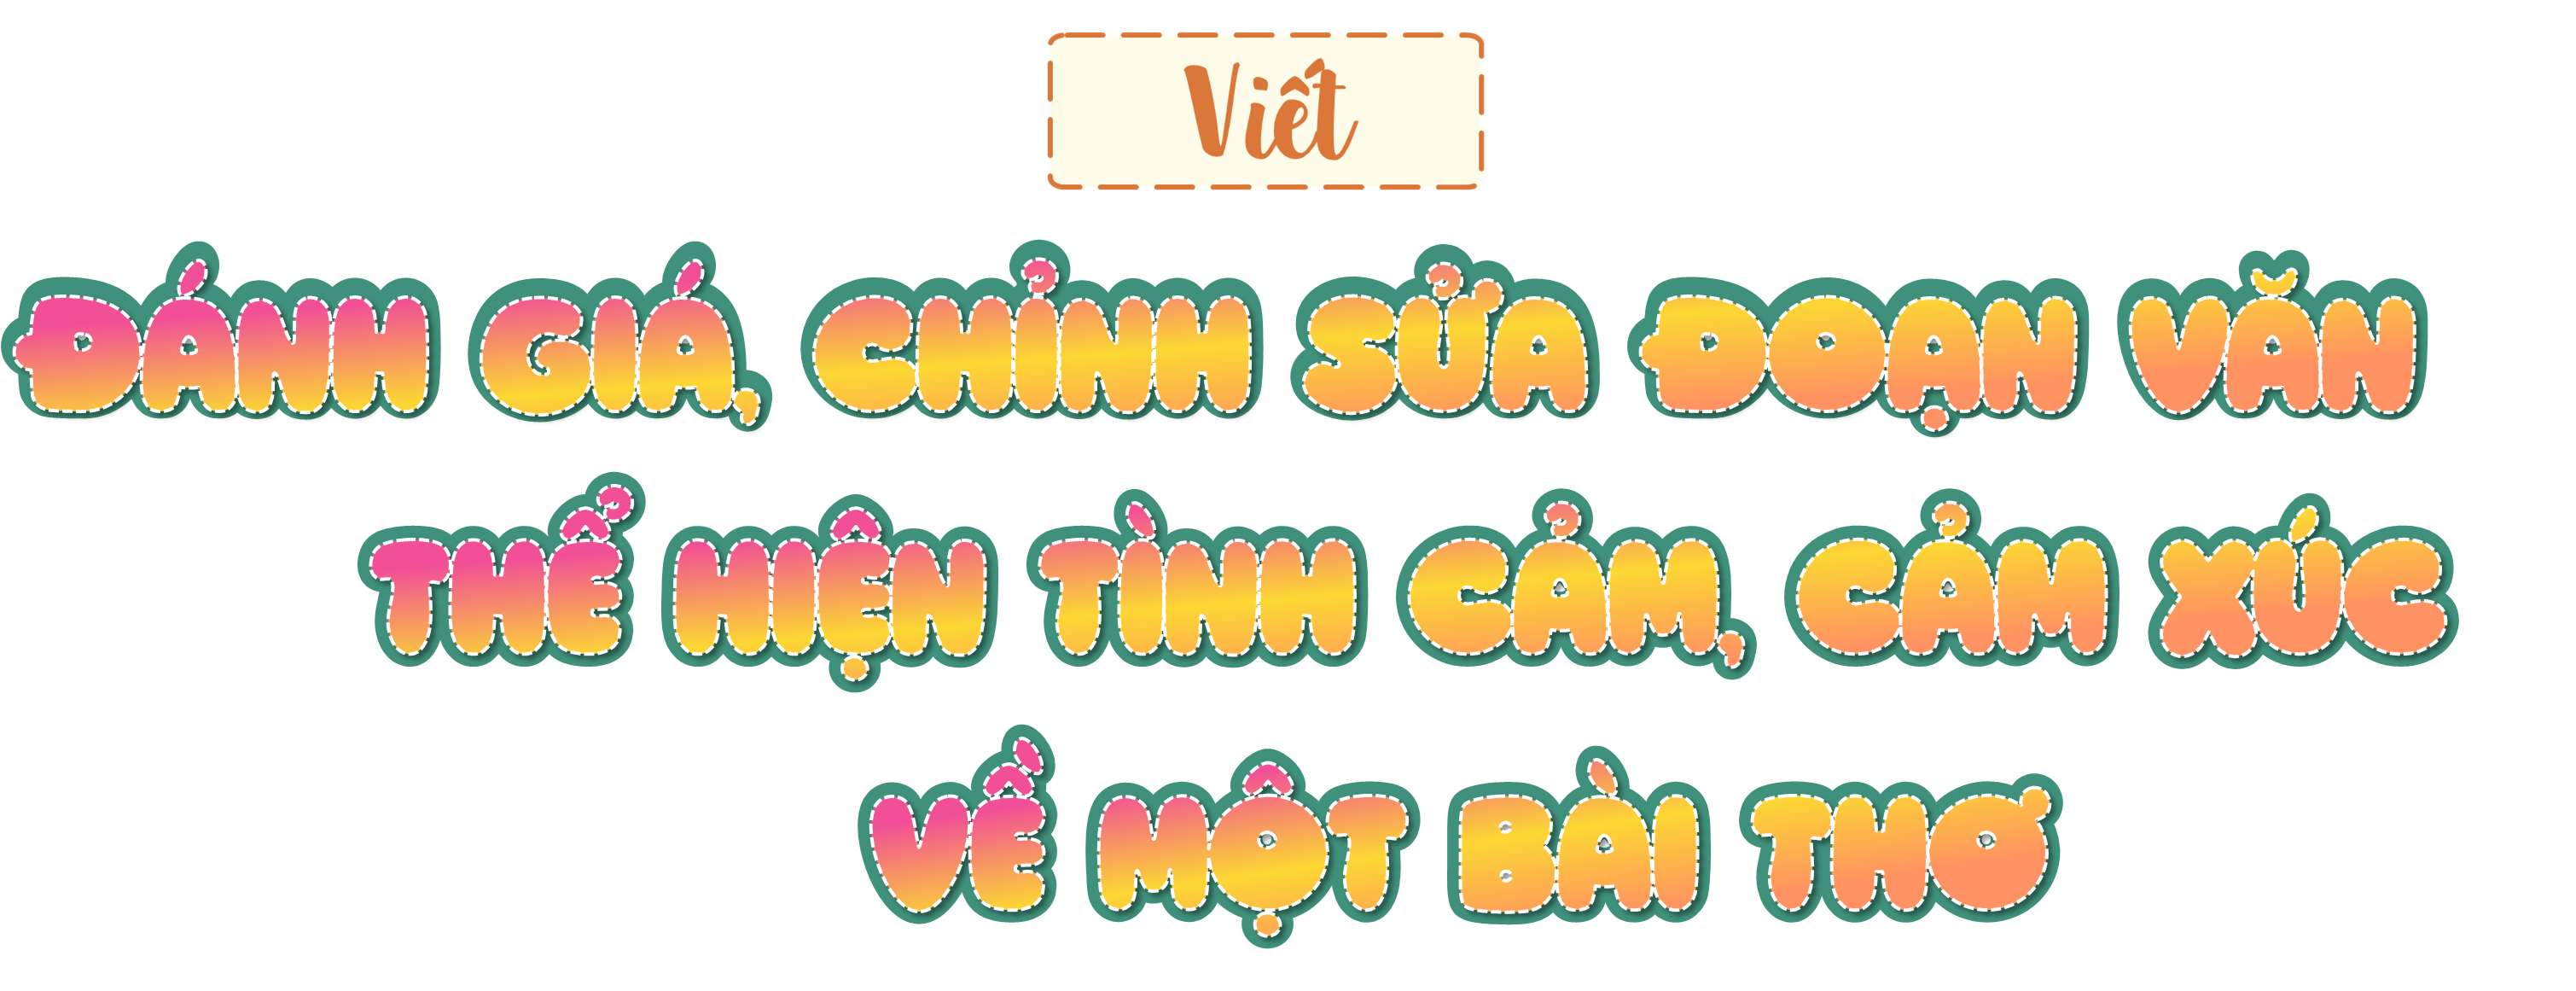 Viết
ĐÁNH GIÁ, CHỈNH SỬA ĐOẠN VĂN
THỂ HIỆN TÌNH CẢM, CẢM XÚC
VỀ MỘT BÀI THƠ